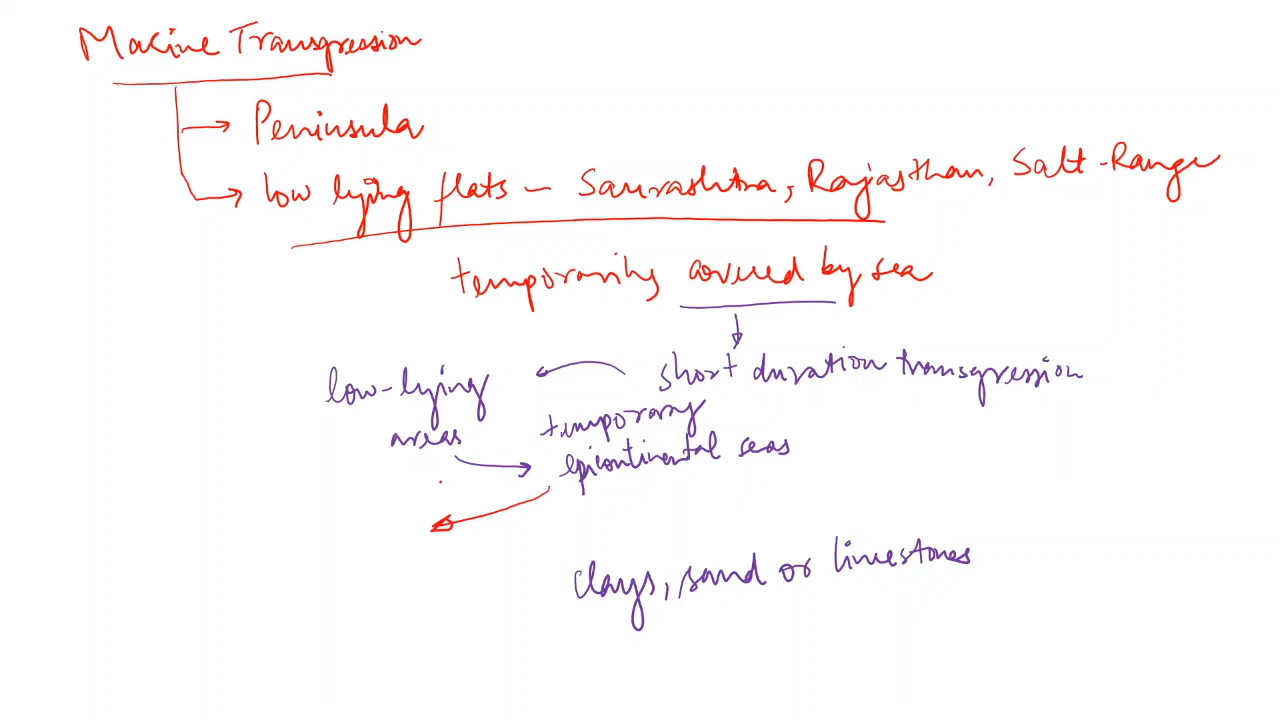 Marine Transgression
Peninsula
low lying flats - Saurashtra, Rajasthan, Salt-Range
temporarily covered by sea
short duration transgression
low-lying
areas
temporary
epicontinental seas
clays, sand or limestones